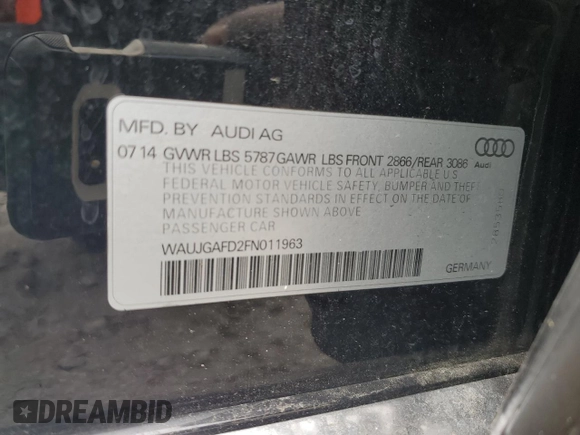 MFD. BY AUDI AG
07 14 GVWR LBS 5787 GAWR LBS FRONT 2866/REAR 3086
Audi
THIS VEHICLE CONFORMS TO ALL APPLICABLE U.S
FEDERAL MOTOR VEHICLE SAFETY, BUMPER AND THEFT
PREVENTION STANDARDS IN EFFECT ON THE DATE OF
MANUFACTURE SHOWN ABOVE
PASSENGER CAR
WAUJGAFD2FN011963
GERMANY
DREAMBID